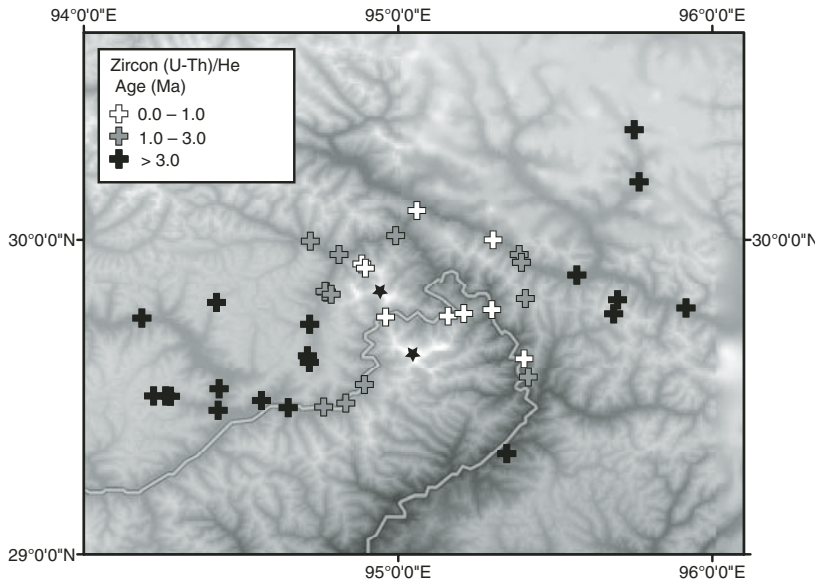 94°0'0"E 95°0'0"E 96°0'0"E
Zircon (U-Th)/He
Age (Ma)
0.0 – 1.0
1.0 – 3.0
> 3.0
30°0'0"N 30°0'0"N
29°0'0"N
95°0'0"E 96°0'0"E